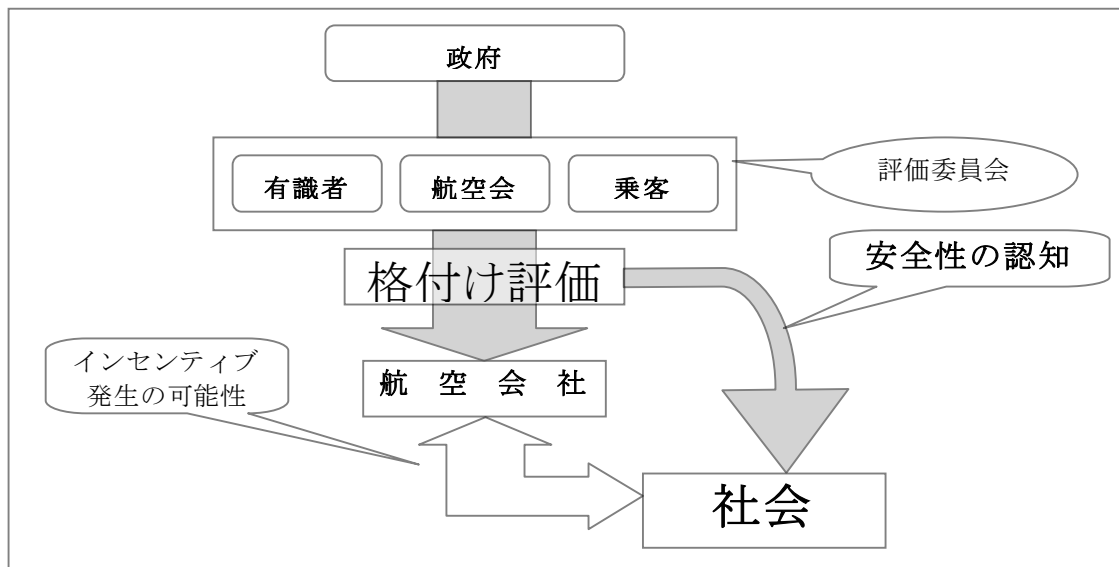 政府
有識者
航空会
乗客
評価委員会
格付け評価
安全性の認知
インセンティブ
発生の可能性
航 空 会 社
社会